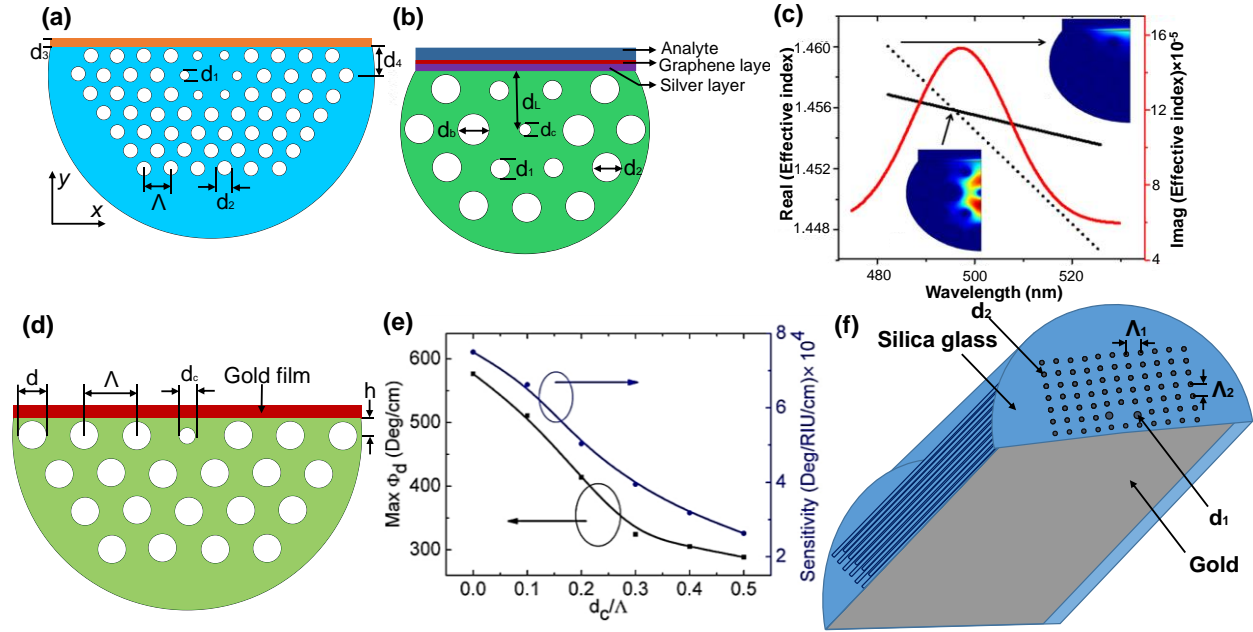 (a)
d3
d4
d1
y
x
Λ
d2
(b)
Analyte
Graphene laye
Silver layer
dL
db
dc
d1
d2
(c)
Real (Effective index)
1.460
1.456
1.452
1.448
480
500
520
Wavelength (nm)
16
12
8
4
Imag (Effective index)×10-5
(d)
d
Λ
dc
Gold film
h
(e)
Max Φd (Deg/cm)
600
500
400
300
0.0
0.1
0.2
0.3
0.4
0.5
dc/Λ
8
6
4
2
Sensitivity (Deg/RIU/cm)× 10 4
(f)
d2
Silica glass
Λ1
Λ2
d1
Gold